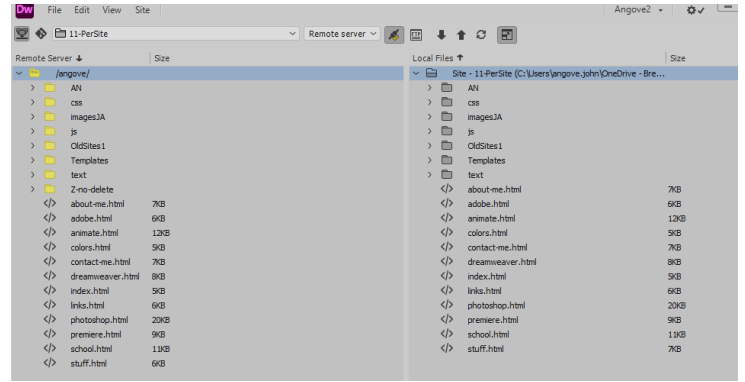 Dw File Edit View Site Angove2
11-PerSite Remote server
Remote Server Size Local Files Size
/angove/ Site - 11-PerSite (C:\Users\angove.john\OneDrive - Bre...
AN AN
css css
imagesJA imagesJA
js js
OldSites1 OldSites1
Templates Templates
text text
Z-no-delete </> about-me.html 7KB
</> about-me.html 7KB </> adobe.html 6KB
</> adobe.html 6KB </> animate.html 12KB
</> animate.html 12KB </> colors.html 5KB
</> colors.html 5KB </> contact-me.html 7KB
</> contact-me.html 7KB </> dreamweaver.html 8KB
</> dreamweaver.html 8KB </> index.html 5KB
</> index.html 5KB </> links.html 6KB
</> links.html 6KB </> photoshop.html 20KB
</> photoshop.html 20KB </> premiere.html 9KB
</> premiere.html 9KB </> school.html 11KB
</> school.html 11KB </> stuff.html 7KB
</> stuff.html 6KB